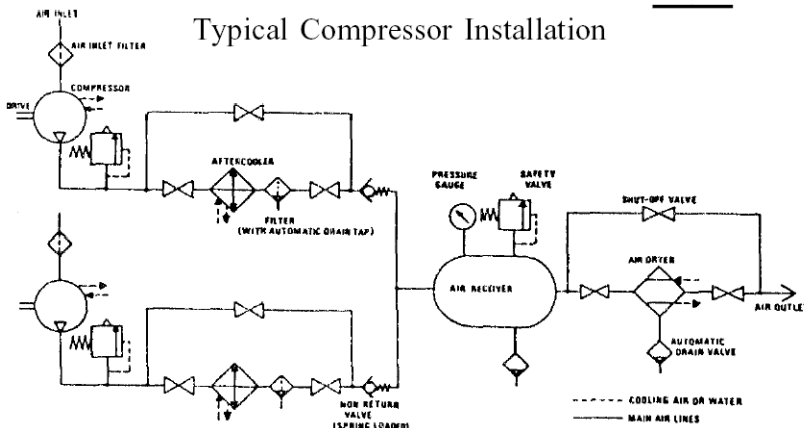 Typical Compressor Installation
AIR INLET
AIR INLET FILTER
COMPRESSOR
DRIVE
AFTERCOOLER
FILTER
(WITH AUTOMATIC DRAIN TAP)
PRESSURE
GAUGE
SAFETY
VALVE
SHUT-OFF VALVE
AIR RECEIVER
AIR DRYER
AIR OUTLET
AUTOMATIC
DRAIN VALVE
NON RETURN
VALVE
(SPRING LOADED)
COOLING AIR OR WATER
MAIN AIR LINES